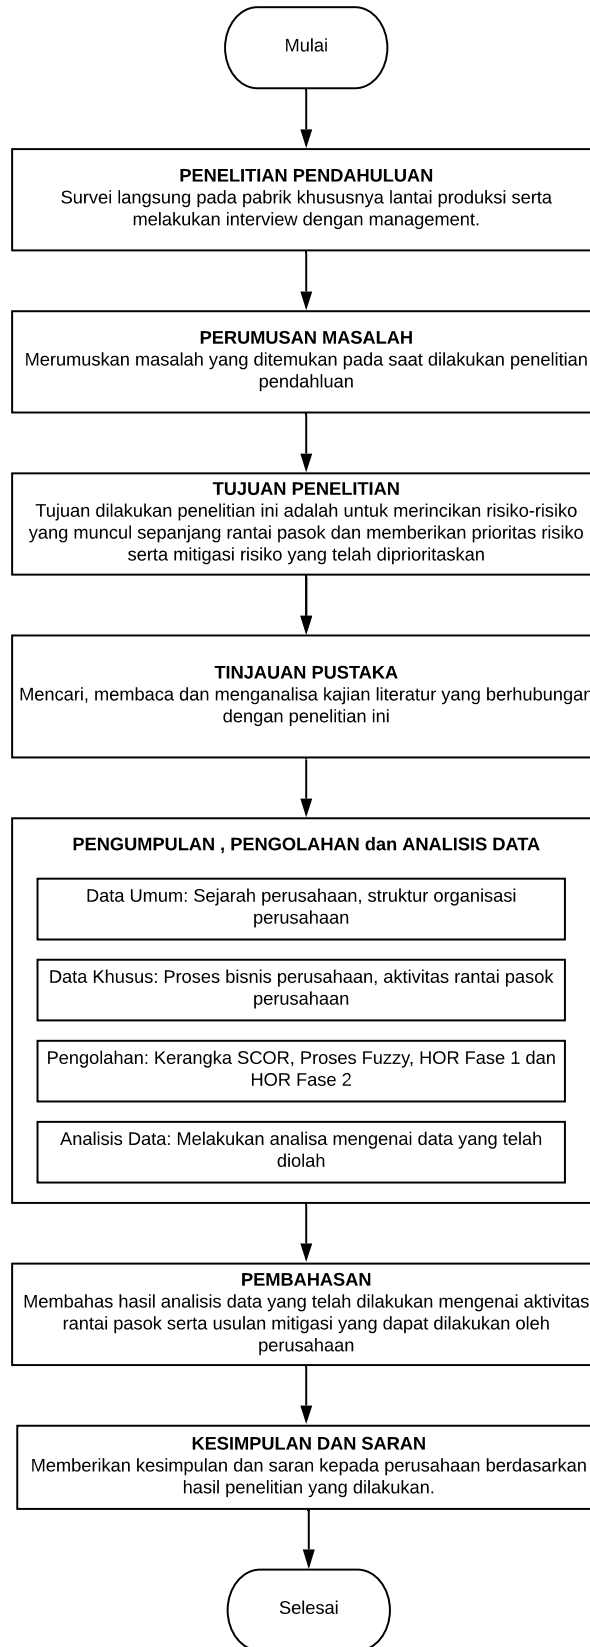 Mulai
PENELITIAN PENDAHULUAN
Survei langsung pada pabrik khususnya lantai produksi serta
melakukan interview dengan management.
PERUMUSAN MASALAH
Merumuskan masalah yang ditemukan pada saat dilakukan penelitian
pendahluan
TUJUAN PENELITIAN
Tujuan dilakukan penelitian ini adalah untuk merincikan risiko-risiko
yang muncul sepanjang rantai pasok dan memberikan prioritas risiko
serta mitigasi risiko yang telah diprioritaskan
TINJAUAN PUSTAKA
Mencari, membaca dan menganalisa kajian literatur yang berhubungan
dengan penelitian ini
PENGUMPULAN , PENGOLAHAN dan ANALISIS DATA
Data Umum: Sejarah perusahaan, struktur organisasi
perusahaan
Data Khusus: Proses bisnis perusahaan, aktivitas rantai pasok
perusahaan
Pengolahan: Kerangka SCOR, Proses Fuzzy, HOR Fase 1 dan
HOR Fase 2
Analisis Data: Melakukan analisa mengenai data yang telah
diolah
PEMBAHASAN
Membahas hasil analisis data yang telah dilakukan mengenai aktivitas
rantai pasok serta usulan mitigasi yang dapat dilakukan oleh
perusahaan
KESIMPULAN DAN SARAN
Memberikan kesimpulan dan saran kepada perusahaan berdasarkan
hasil penelitian yang dilakukan.
Selesai